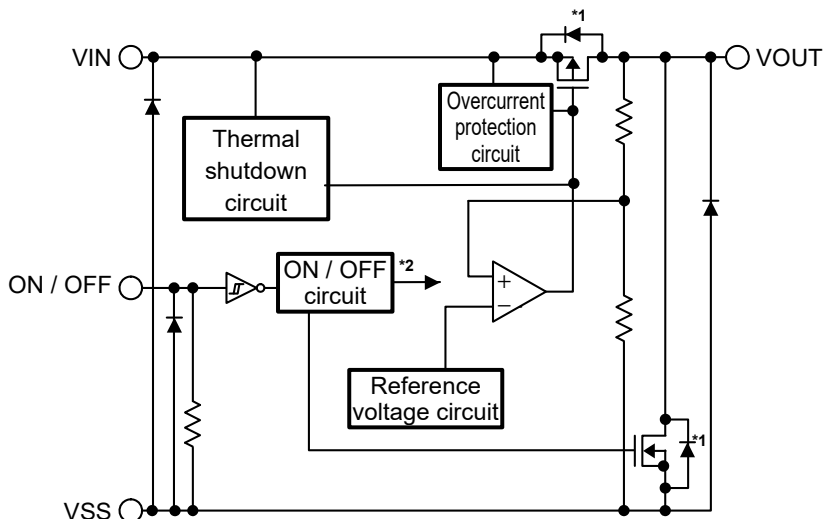 *1
VIN
VOUT
Overcurrent
protection
circuit
Thermal
shutdown
circuit
ON / OFF
ON / OFF
circuit
*2
+
−
Reference
voltage circuit
*1
VSS